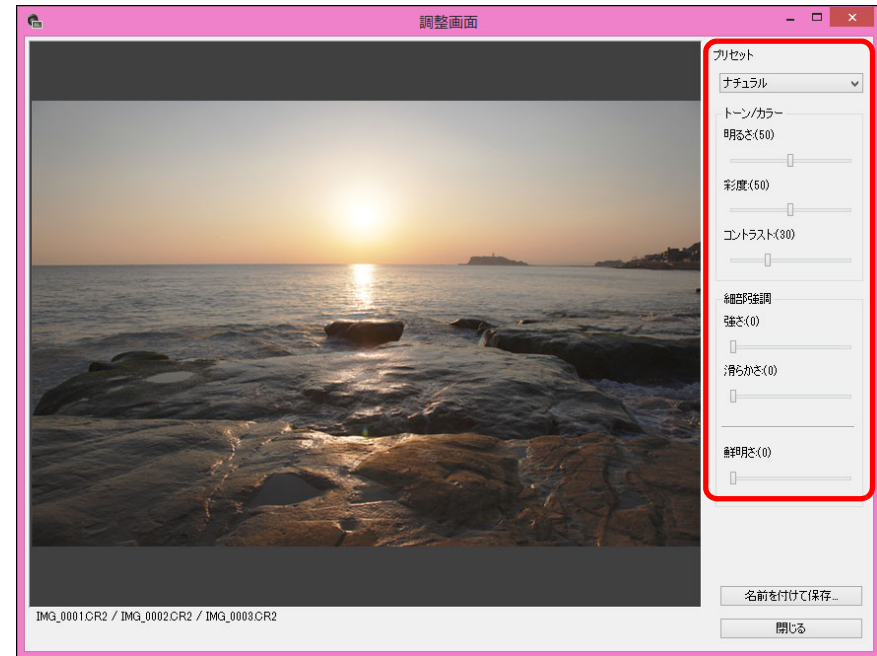 調整画面
プリセット
ナチュラル
トーン/カラー
明るさ:(50)
彩度:(50)
コントラスト:(30)
細部強調
強さ:(0)
滑らかさ:(0)
鮮明さ:(0)
名前を付けて保存...
閉じる
IMG_0001.CR2 / IMG_0002.CR2 / IMG_0003.CR2